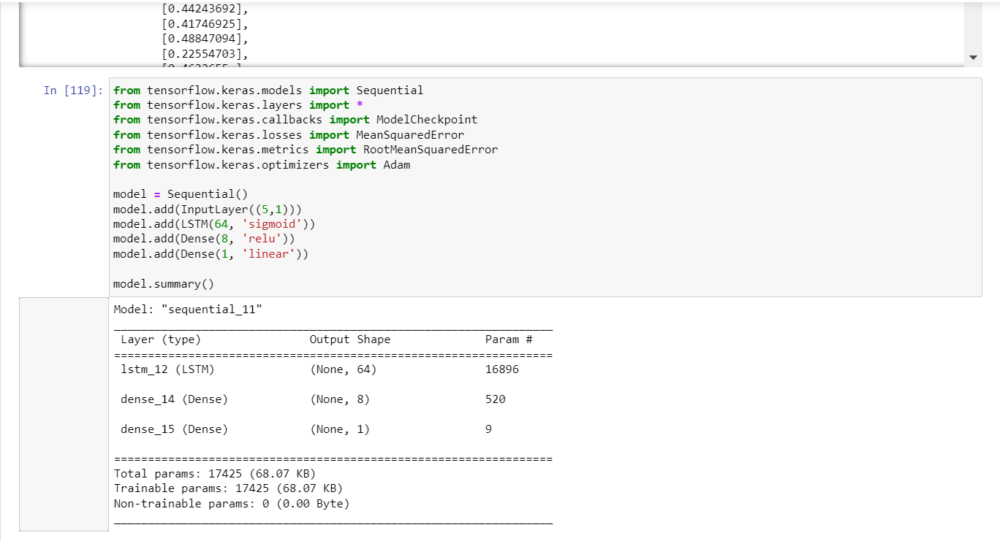 [0.44243692],
[0.41746925],
[0.48847094],
[0.22554703],
In [119]:
from tensorflow.keras.models import Sequential
from tensorflow.keras.layers import *
from tensorflow.keras.callbacks import ModelCheckpoint
from tensorflow.keras.losses import MeanSquaredError
from tensorflow.keras.metrics import RootMeanSquaredError
from tensorflow.keras.optimizers import Adam
model = Sequential()
model.add(InputLayer((5,1)))
model.add(LSTM(64, 'sigmoid'))
model.add(Dense(8, 'relu'))
model.add(Dense(1, 'linear'))
model.summary()
Model: "sequential_11"
_________________________________________________________________
Layer (type) Output Shape Param #
=================================================================
lstm_12 (LSTM) (None, 64) 16896
dense_14 (Dense) (None, 8) 520
dense_15 (Dense) (None, 1) 9
=================================================================
Total params: 17425 (68.07 KB)
Trainable params: 17425 (68.07 KB)
Non-trainable params: 0 (0.00 Byte)
_________________________________________________________________